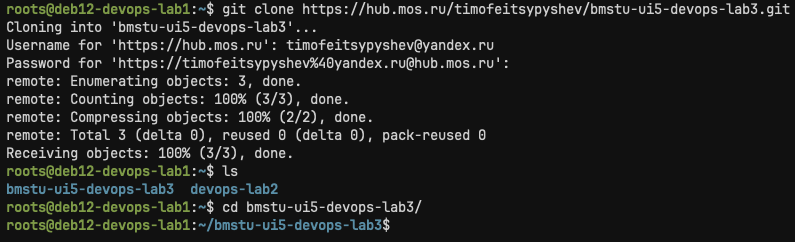 roots@deb12-devops-lab1:~$ git clone https://hub.mos.ru/timofeitsypyshev/bmstu-ui5-devops-lab3.git
Cloning into 'bmstu-ui5-devops-lab3'...
Username for 'https://hub.mos.ru': timofeitsypyshev@yandex.ru
Password for 'https://timofeitsypyshev%40yandex.ru@hub.mos.ru':
remote: Enumerating objects: 3, done.
remote: Counting objects: 100% (3/3), done.
remote: Compressing objects: 100% (2/2), done.
remote: Total 3 (delta 0), reused 0 (delta 0), pack-reused 0
Receiving objects: 100% (3/3), done.
roots@deb12-devops-lab1:~$ ls
bmstu-ui5-devops-lab3  devops-lab2
roots@deb12-devops-lab1:~$ cd bmstu-ui5-devops-lab3/
roots@deb12-devops-lab1:~/bmstu-ui5-devops-lab3$